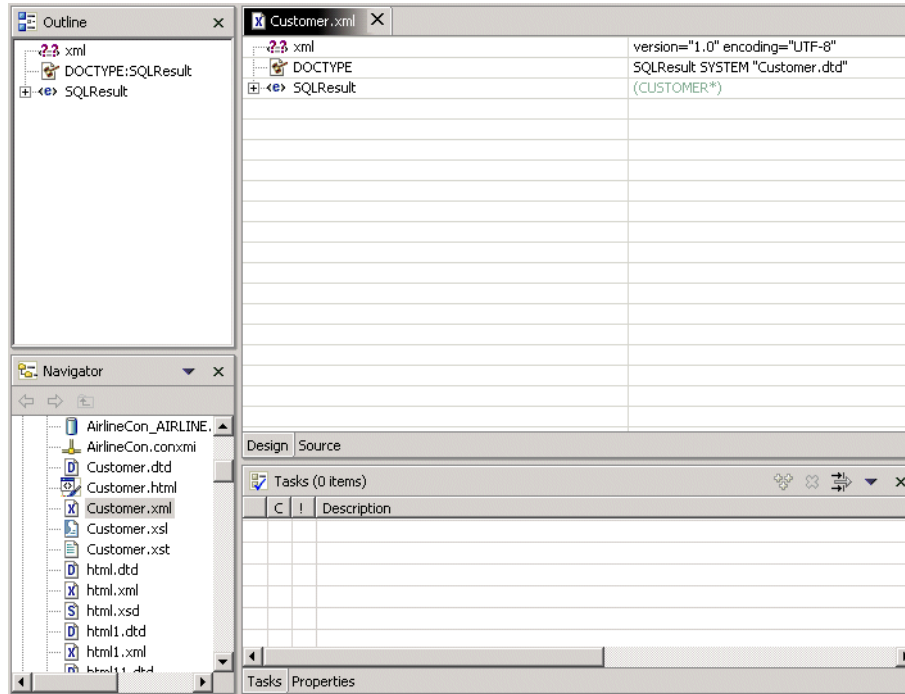 Outline
?-? xml
DOCTYPE:SQLResult
<e> SQLResult
Customer.xml
?-? xml version="1.0" encoding="UTF-8"
DOCTYPE SQLResult SYSTEM "Customer.dtd"
<e> SQLResult (CUSTOMER*)
Design Source
Navigator
AirlineCon_AIRLINE.
AirlineCon.conxmi
Customer.dtd
Customer.html
Customer.xml
Customer.xsl
Customer.xst
html.dtd
html.xml
html.xsd
html1.dtd
html1.xml
html11.dtd
Tasks (0 items)
C ! Description
Tasks Properties